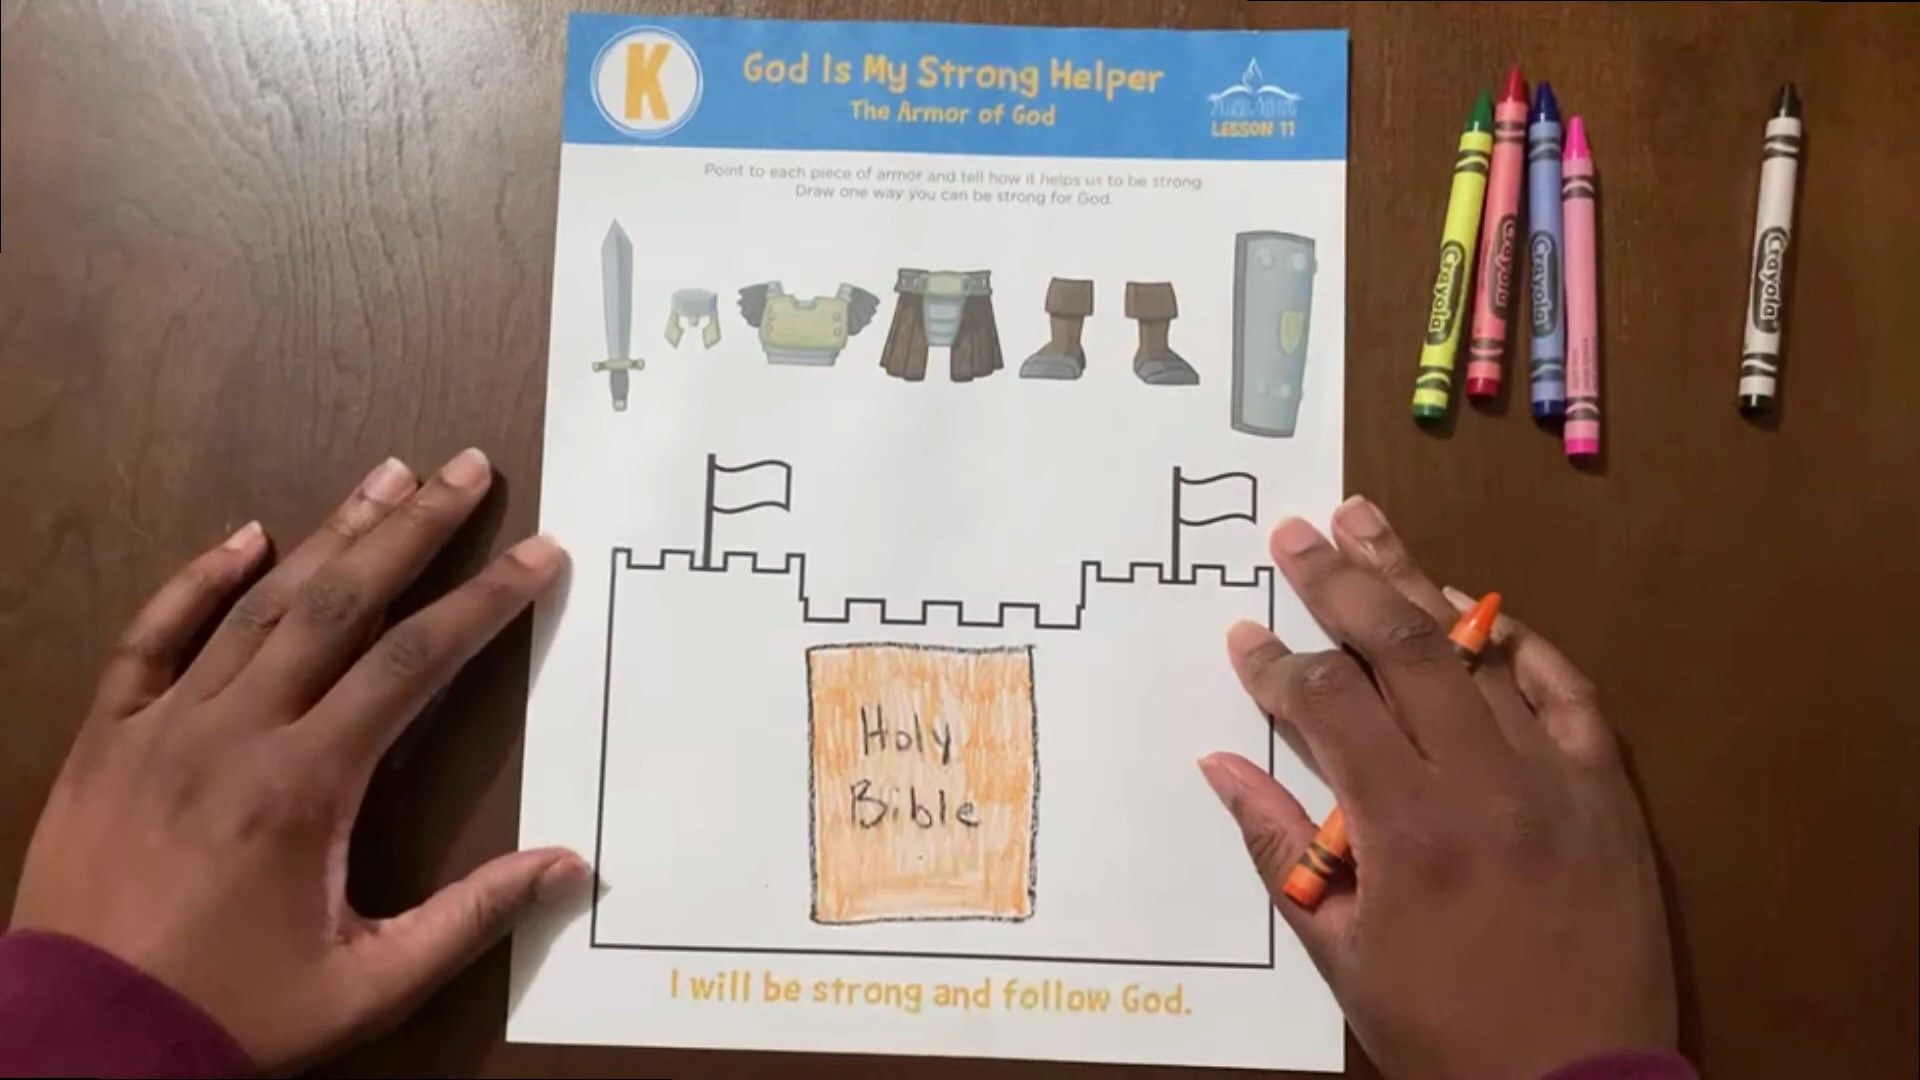 K
God Is My Strong Helper
The Armor of God
LESSON 11
Point to each piece of armor and tell how it helps us to be strong.
Draw one way you can be strong for God.
Holy
Bible
I will be strong and follow God.
Crayola
Crayola
Crayola
Crayola